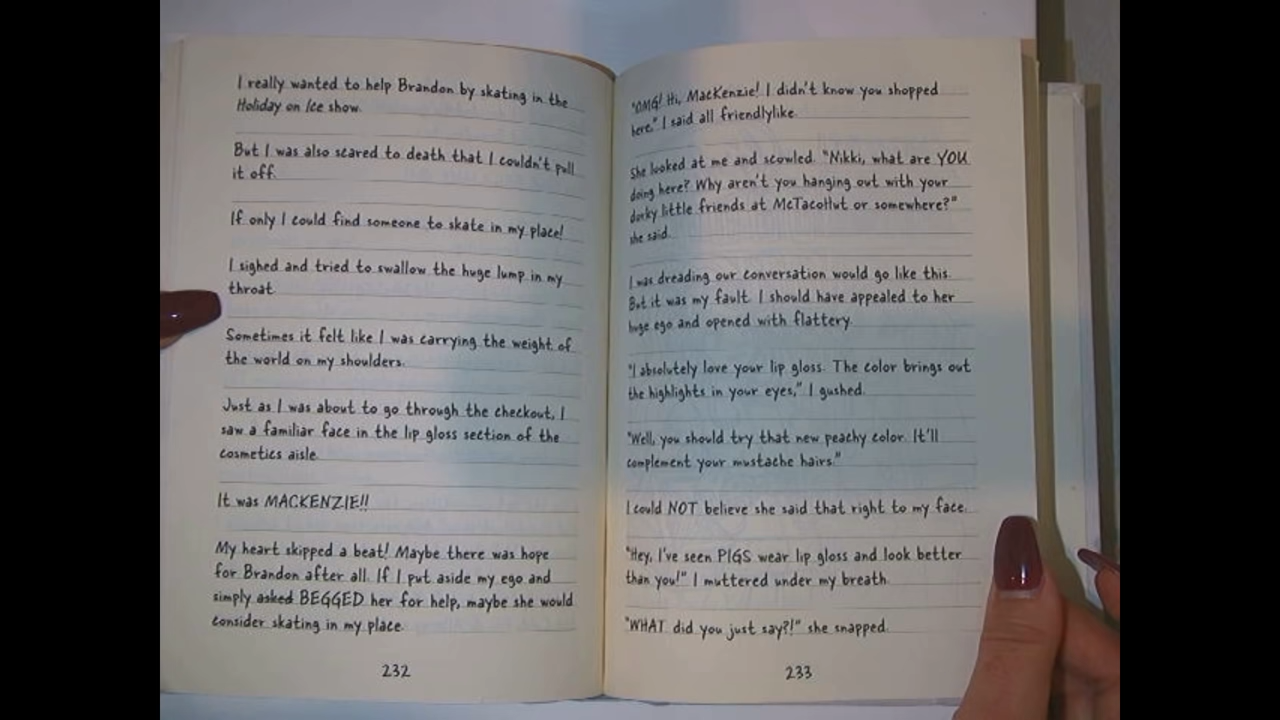 I really wanted to help Brandon by skating in the
Holiday on Ice show.
But I was also scared to death that I couldn't pull
it off.
If only I could find someone to skate in my place!
I sighed and tried to swallow the huge lump in my
throat.
Sometimes it felt like I was carrying the weight of
the world on my shoulders.
Just as I was about to go through the checkout, I
saw a familiar face in the lip gloss section of the
cosmetics aisle.
It was MACKENZIE!!
My heart skipped a beat! Maybe there was hope
for Brandon after all. If I put aside my ego and
simply asked BEGGED her for help, maybe she would
consider skating in my place.
232
"OMG! Hi, MacKenzie! I didn't know you shopped
here," I said all friendlylike.
She looked at me and scowled. "Nikki, what are YOU
doing here? Why aren't you hanging out with your
dorky little friends at McTacoHut or somewhere?"
she said.
I was dreading our conversation would go like this.
But it was my fault. I should have appealed to her
huge ego and opened with flattery.
"I absolutely love your lip gloss. The color brings out
the highlights in your eyes," I gushed.
"Well, you should try that new peachy color. It'll
complement your mustache hairs."
I could NOT believe she said that right to my face.
"Hey, I've seen PIGS wear lip gloss and look better
than you!" I muttered under my breath.
"WHAT did you just say?!" she snapped.
233